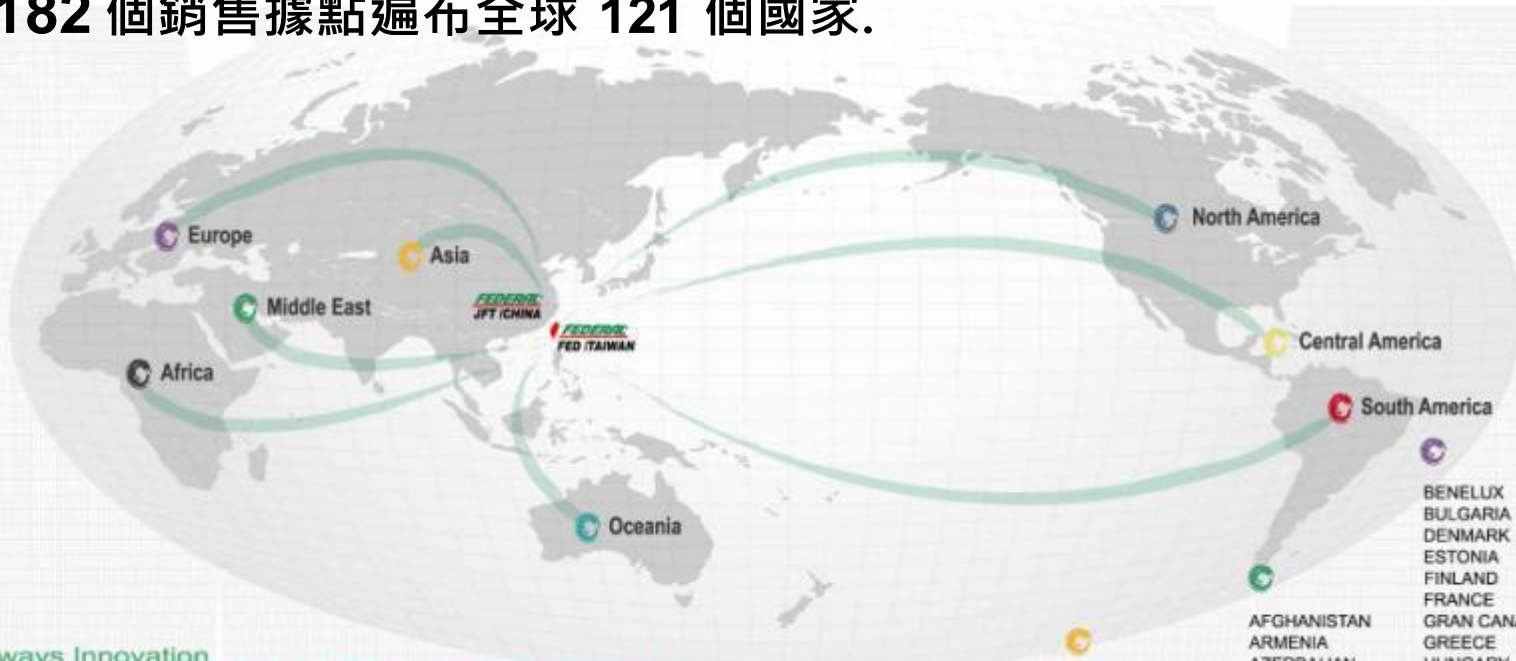 182 個銷售據點遍布全球 121 個國家.
North America
Europe
Asia
FEDERAL
JFT /CHINA
Middle East
FEDERAL
FED /TAIWAN
Central America
Africa
South America
Oceania
BENELUX
BULGARIA
DENMARK
ESTONIA
FINLAND
FRANCE
GREECE
AFGHANISTAN
ARMENIA
Innovation